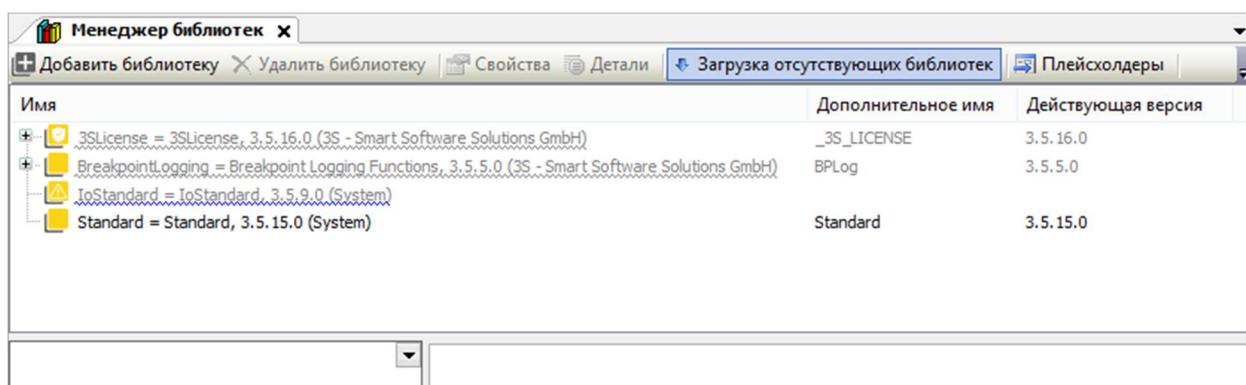 Менеджер библиотек
Добавить библиотеку Удалить библиотеку Свойства Детали Загрузка отсутствующих библиотек Плейсхолдеры
Имя Дополнительное имя Действующая версия
3SLicense = 3SLicense, 3.5.16.0 (3S - Smart Software Solutions GmbH) _3S_LICENSE 3.5.16.0
BreakpointLogging = Breakpoint Logging Functions, 3.5.5.0 (3S - Smart Software Solutions GmbH) BPLog 3.5.5.0
IoStandard = IoStandard, 3.5.9.0 (System)
Standard = Standard, 3.5.15.0 (System) Standard 3.5.15.0